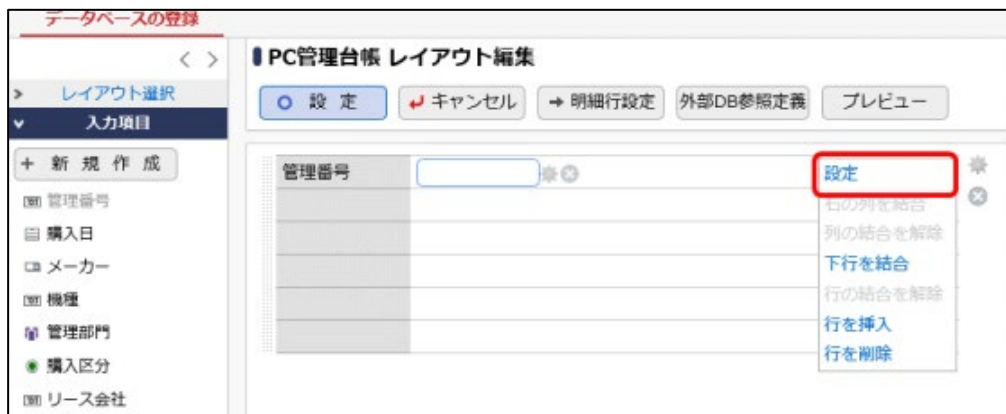 データベースの登録
レイアウト選択
入力項目
+ 新規作成
管理番号
購入日
メーカー
機種
管理部門
購入区分
リース会社
PC管理台帳 レイアウト編集
設定 キャンセル 明細行設定 外部DB参照定義 プレビュー
管理番号
設定
右の列を結合
列の結合を解除
下行を結合
行の結合を解除
行を挿入
行を削除